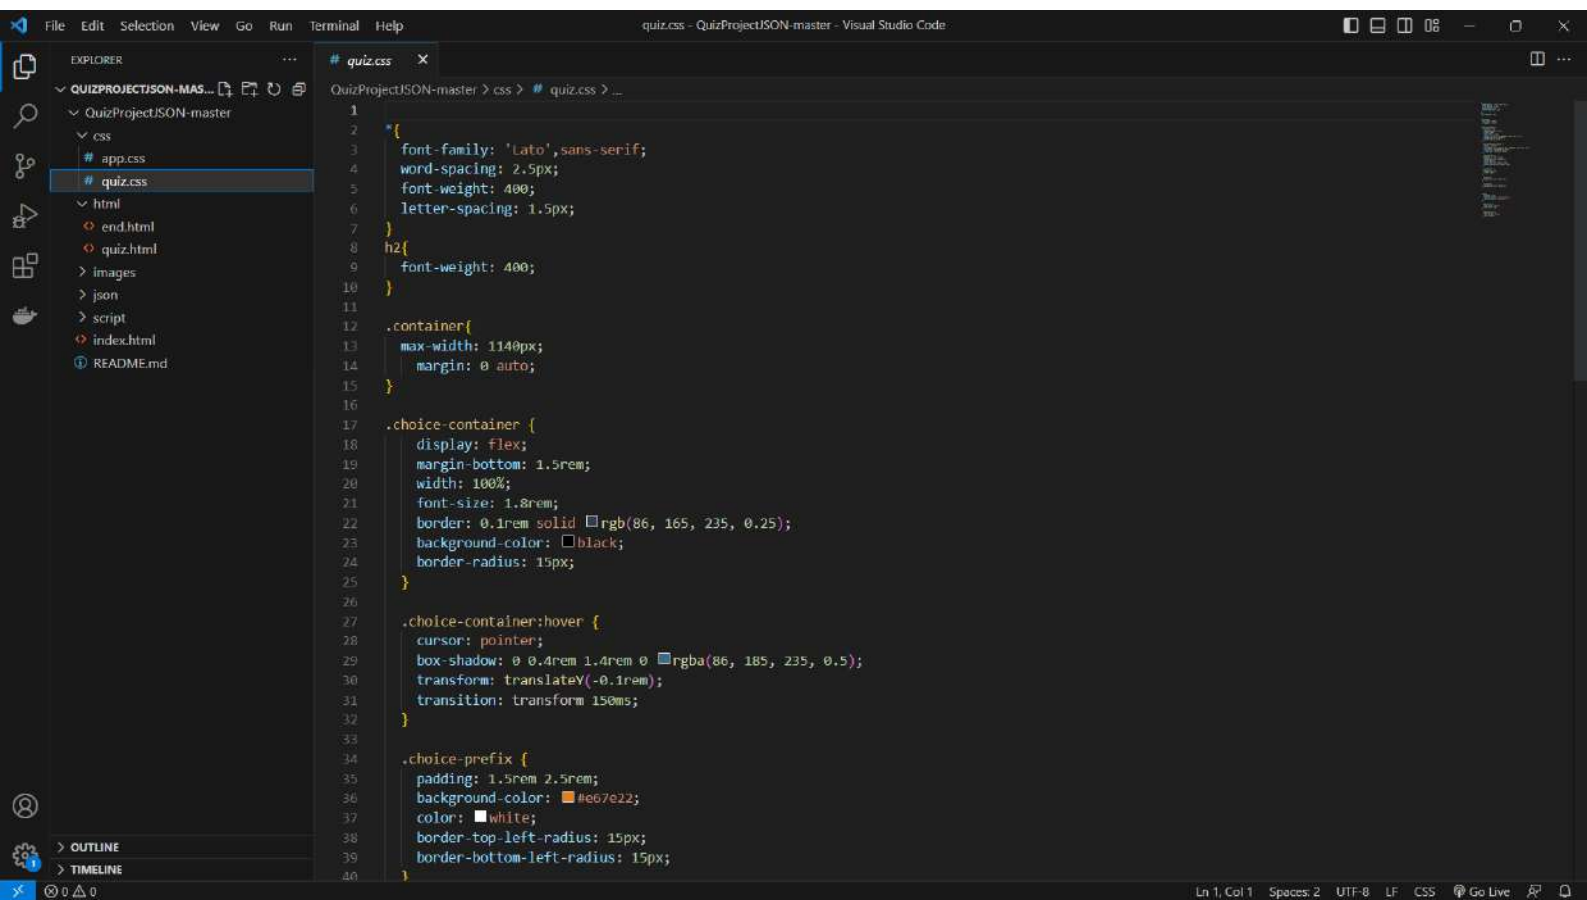 File Edit Selection View Go Run Terminal Help
quiz.css - QuizProjectJSON-master - Visual Studio Code
EXPLORER
QUIZPROJECTJSON-MAS...
QuizProjectJSON-master
css
# app.css
# quiz.css
html
<> end.html
<> quiz.html
images
json
script
<> index.html
README.md
OUTLINE
TIMELINE
# quiz.css
QuizProjectJSON-master > css > # quiz.css > ...
1
2 *{
3 font-family: 'Lato',sans-serif;
4 word-spacing: 2.5px;
5 font-weight: 400;
6 letter-spacing: 1.5px;
7 }
8 h2{
9 font-weight: 400;
10 }
11
12 .container{
13 max-width: 1140px;
14 margin: 0 auto;
15 }
16
17 .choice-container {
18 display: flex;
19 margin-bottom: 1.5rem;
20 width: 100%;
21 font-size: 1.8rem;
22 border: 0.1rem solid rgb(86, 165, 235, 0.25);
23 background-color: black;
24 border-radius: 15px;
25 }
26
27 .choice-container:hover {
28 cursor: pointer;
29 box-shadow: 0 0.4rem 1.4rem 0 rgba(86, 185, 235, 0.5);
30 transform: translateY(-0.1rem);
31 transition: transform 150ms;
32 }
33
34 .choice-prefix {
35 padding: 1.5rem 2.5rem;
36 background-color: #e67e22;
37 color: white;
38 border-top-left-radius: 15px;
39 border-bottom-left-radius: 15px;
40 }
1
0 0
Ln 1, Col 1 Spaces: 2 UTF-8 LF CSS Go Live